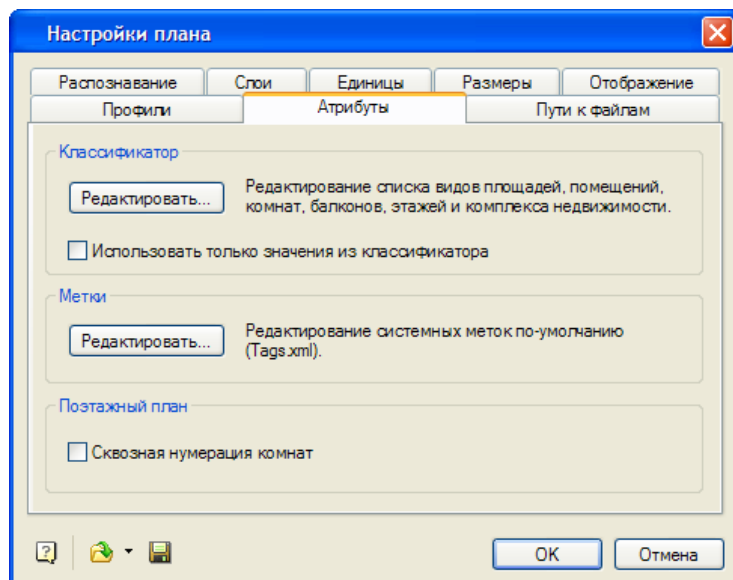 Настройки плана
Распознавание Слои Единицы Размеры Отображение
Профили Атрибуты Пути к файлам
Классификатор
Редактировать... Редактирование списка видов площадей, помещений,
комнат, балконов, этажей и комплекса недвижимости.
Использовать только значения из классификатора
Метки
Редактировать... Редактирование системных меток по-умолчанию
(Tags.xml).
Поэтажный план
Сквозная нумерация комнат
? OK Отмена